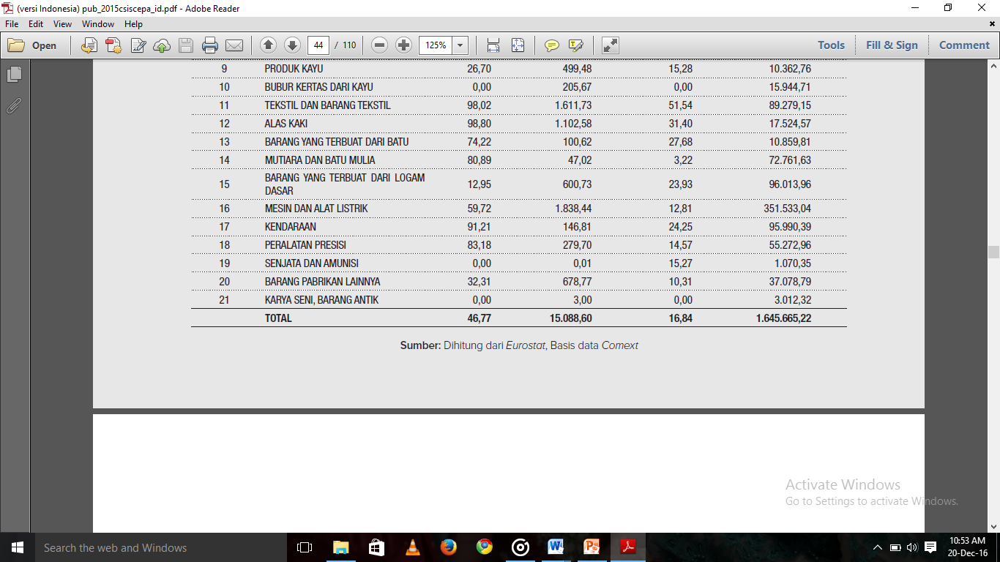 (versi Indonesia) pub_2015csiscepa_id.pdf - Adobe Reader
File Edit View Window Help
Open 44 / 110 125% Tools Fill & Sign Comment
9 PRODUK KAYU 26,70 499,48 15,28 10.362,76
10 BUBUR KERTAS DARI KAYU 0,00 205,67 0,00 15.944,71
11 TEKSTIL DAN BARANG TEKSTIL 98,02 1.611,73 51,54 89.279,15
12 ALAS KAKI 98,80 1.102,58 31,40 17.524,57
13 BARANG YANG TERBUAT DARI BATU 74,22 100,62 27,68 10.859,81
14 MUTIARA DAN BATU MULIA 80,89 47,02 3,22 72.761,63
15 BARANG YANG TERBUAT DARI LOGAM
DASAR 12,95 600,73 23,93 96.013,96
16 MESIN DAN ALAT LISTRIK 59,72 1.838,44 12,81 351.533,04
17 KENDARAAN 91,21 146,81 24,25 95.990,39
18 PERALATAN PRESISI 83,18 279,70 14,57 55.272,96
19 SENJATA DAN AMUNISI 0,00 0,01 15,27 1.070,35
20 BARANG PABRIKAN LAINNYA 32,31 678,77 10,31 37.078,79
21 KARYA SENI, BARANG ANTIK 0,00 3,00 0,00 3.012,32
TOTAL 46,77 15.088,60 16,84 1.645.665,22
Sumber: Dihitung dari Eurostat, Basis data Comext
Activate Windows
Go to Settings to activate Windows.
Search the web and Windows
10:53 AM
20-Dec-16